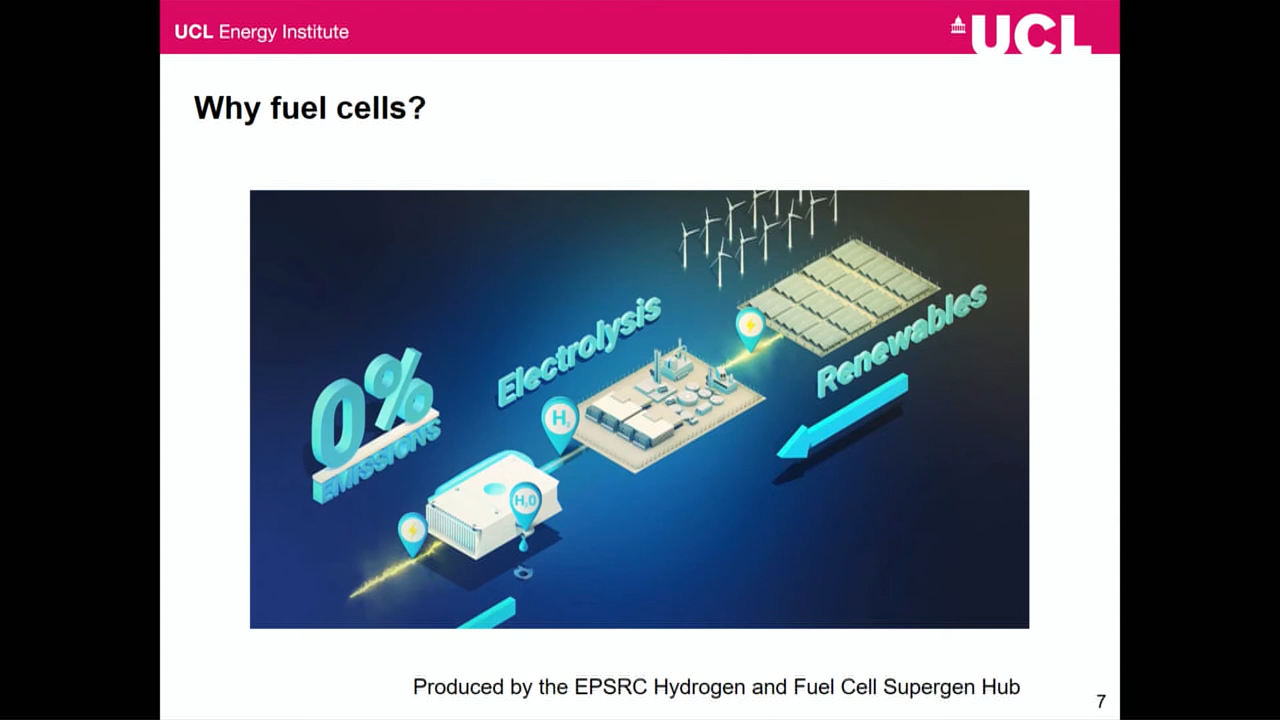 UCL Energy Institute
UCL
Why fuel cells?
Renewables
Electrolysis
H₂
0%
EMISSIONS
H₂O
Produced by the EPSRC Hydrogen and Fuel Cell Supergen Hub
7